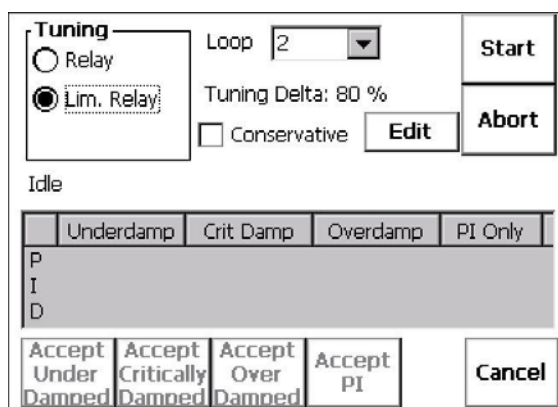 Tuning
Relay
Lim. Relay
Loop 2
Tuning Delta: 80 %
Conservative
Edit
Start
Abort
Idle
Underdamp Crit Damp Overdamp PI Only
P
I
D
Accept Under Damped
Accept Critically Damped
Accept Over Damped
Accept PI
Cancel